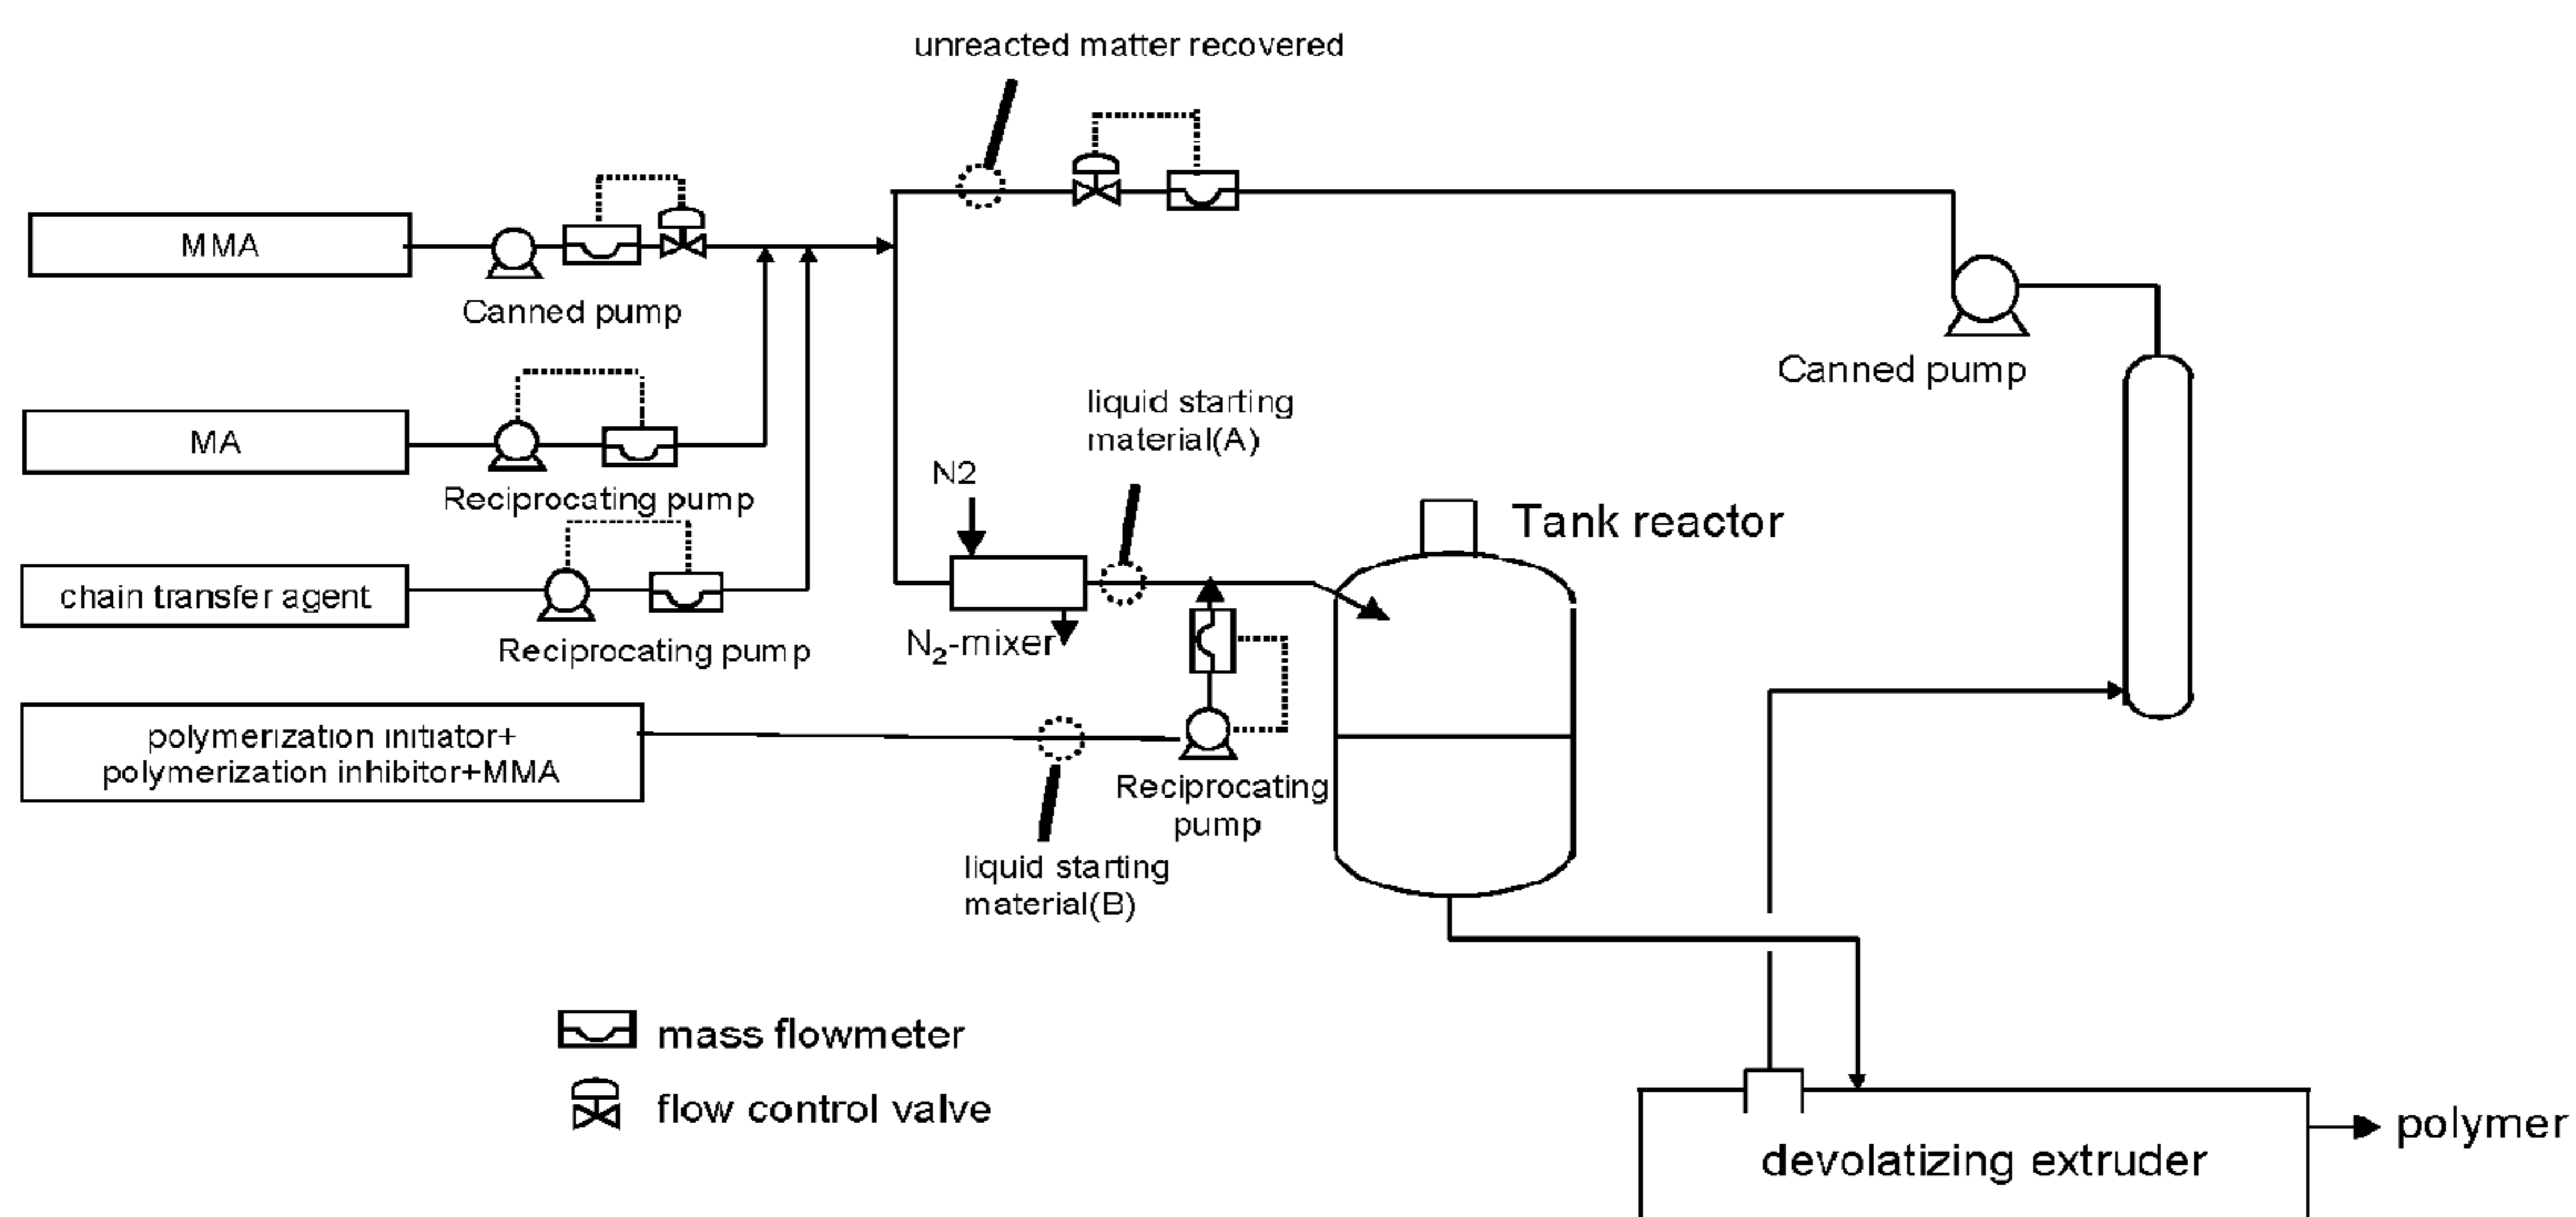 unreacted matter recovered
MMA
Canned pump
Canned pump
liquid starting
material(A)
MA
N2
Reciprocating pump
Tank reactor
chain transfer agent
N₂-mixer
Reciprocating pump
polymerization initiator+
polymerization inhibitor+MMA
Reciprocating
pump
liquid starting
material(B)
mass flowmeter
flow control valve
polymer
devolatizing extruder